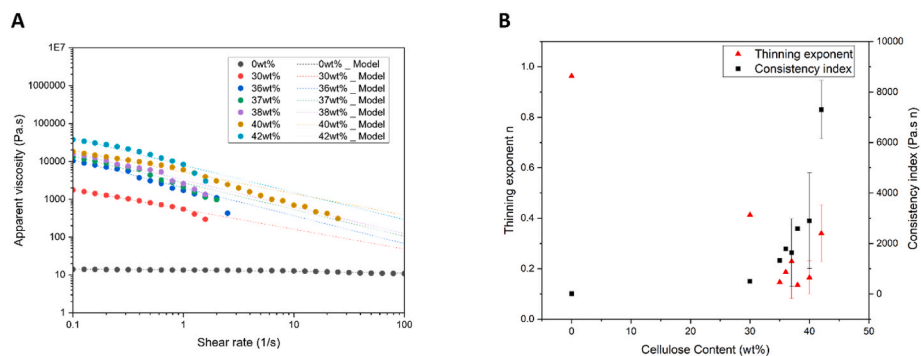 A
1E7
1000000
100000
10000
1000
100
10
1
0.1
1
10
100
Apparent viscosity (Pa.s)
Shear rate (1/s)
0wt% 0wt% _ Model
30wt% 30wt% _ Model
36wt% 36wt% _ Model
37wt% 37wt% _ Model
38wt% 38wt% _ Model
40wt% 40wt% _ Model
42wt% 42wt% _ Model
B
Thinning exponent
Consistency index
1.0
0.8
0.6
0.4
0.2
0.0
Thinning exponent n
0
10
20
30
40
50
Cellulose Content (wt%)
10000
8000
6000
4000
2000
0
Consistency index (Pa.s n)